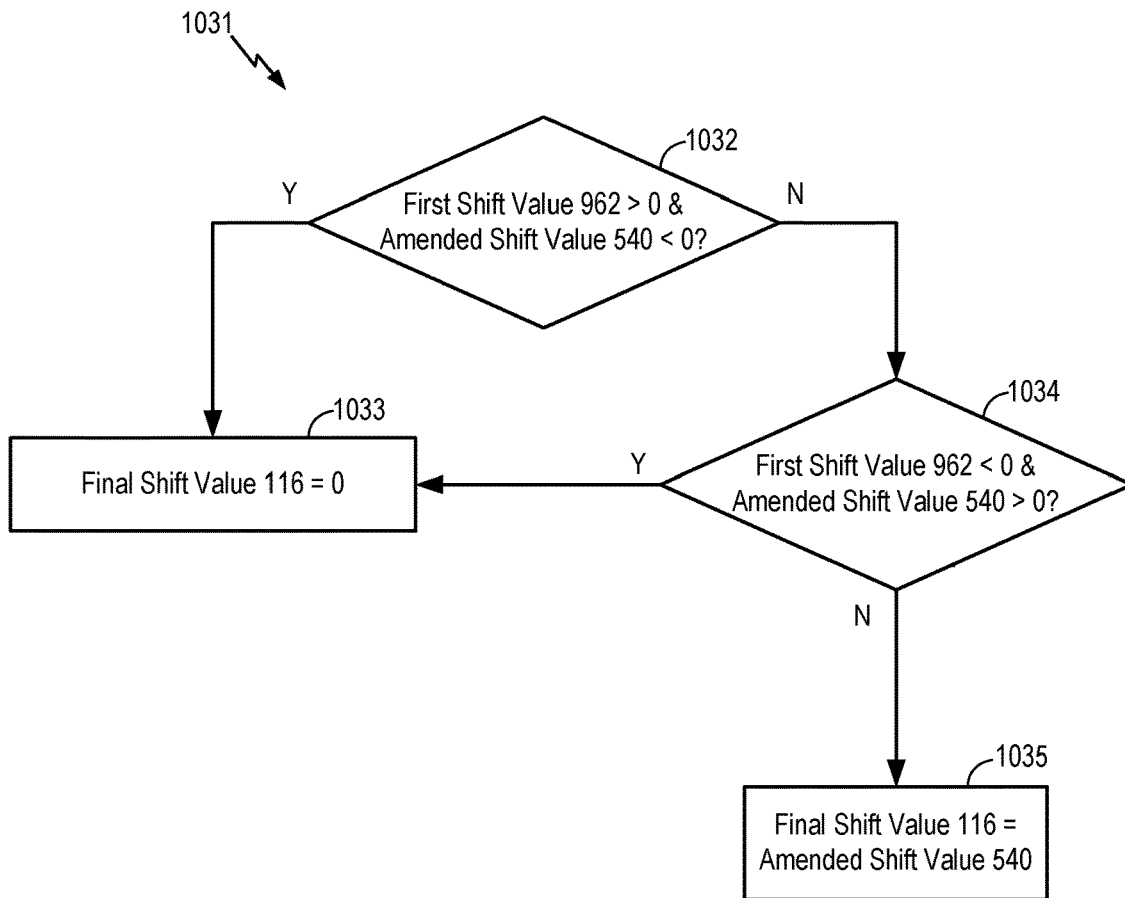 1031
1032
Y
N
First Shift Value 962 > 0 &
Amended Shift Value 540 < 0?
1033
1034
Final Shift Value 116 = 0
Y
First Shift Value 962 < 0 &
Amended Shift Value 540 > 0?
N
1035
Final Shift Value 116 =
Amended Shift Value 540